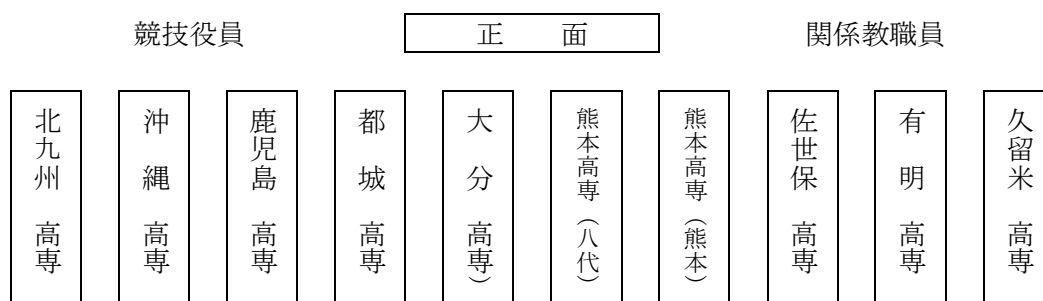 競技役員
正　面
関係教職員
北九州　高専
沖　縄　高専
鹿児島　高専
都　城　高専
大　分　高専）
熊本高専（八代）
熊本高専（熊本）
佐世保　高専
有　明　高専
久留米　高専